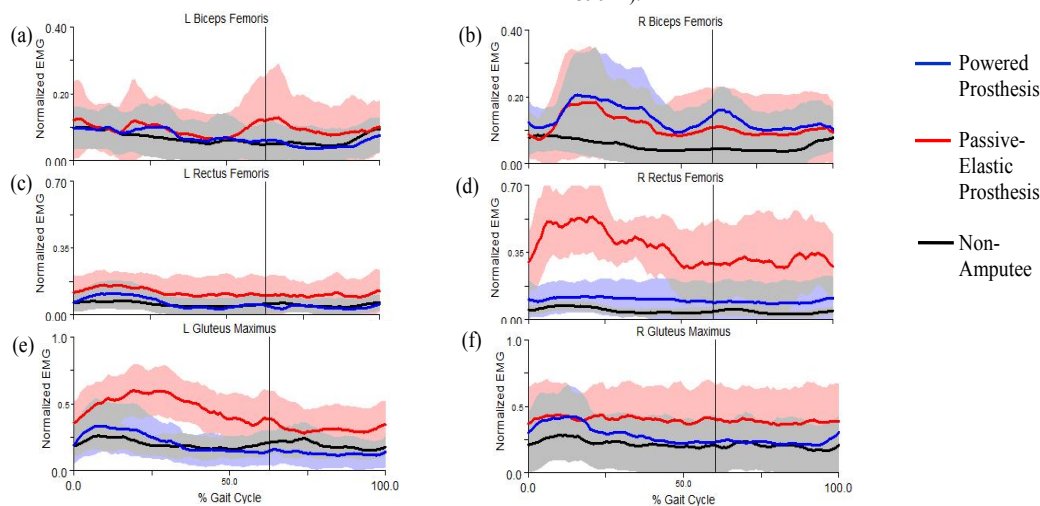 L Biceps Femoris
(a)
Normalized EMG
0.40
0.20
0.00
R Biceps Femoris
(b)
Normalized EMG
0.40
0.20
0.00
L Rectus Femoris
(c)
Normalized EMG
0.70
0.35
0.00
R Rectus Femoris
(d)
Normalized EMG
0.70
0.35
0.00
L Gluteus Maximus
(e)
Normalized EMG
1.0
0.5
0.0
0.0
50.0
100.0
% Gait Cycle
R Gluteus Maximus
(f)
Normalized EMG
1.0
0.5
0.0
0.0
50.0
100.0
% Gait Cycle
Powered
Prosthesis
Passive-
Elastic
Prosthesis
Non-
Amputee